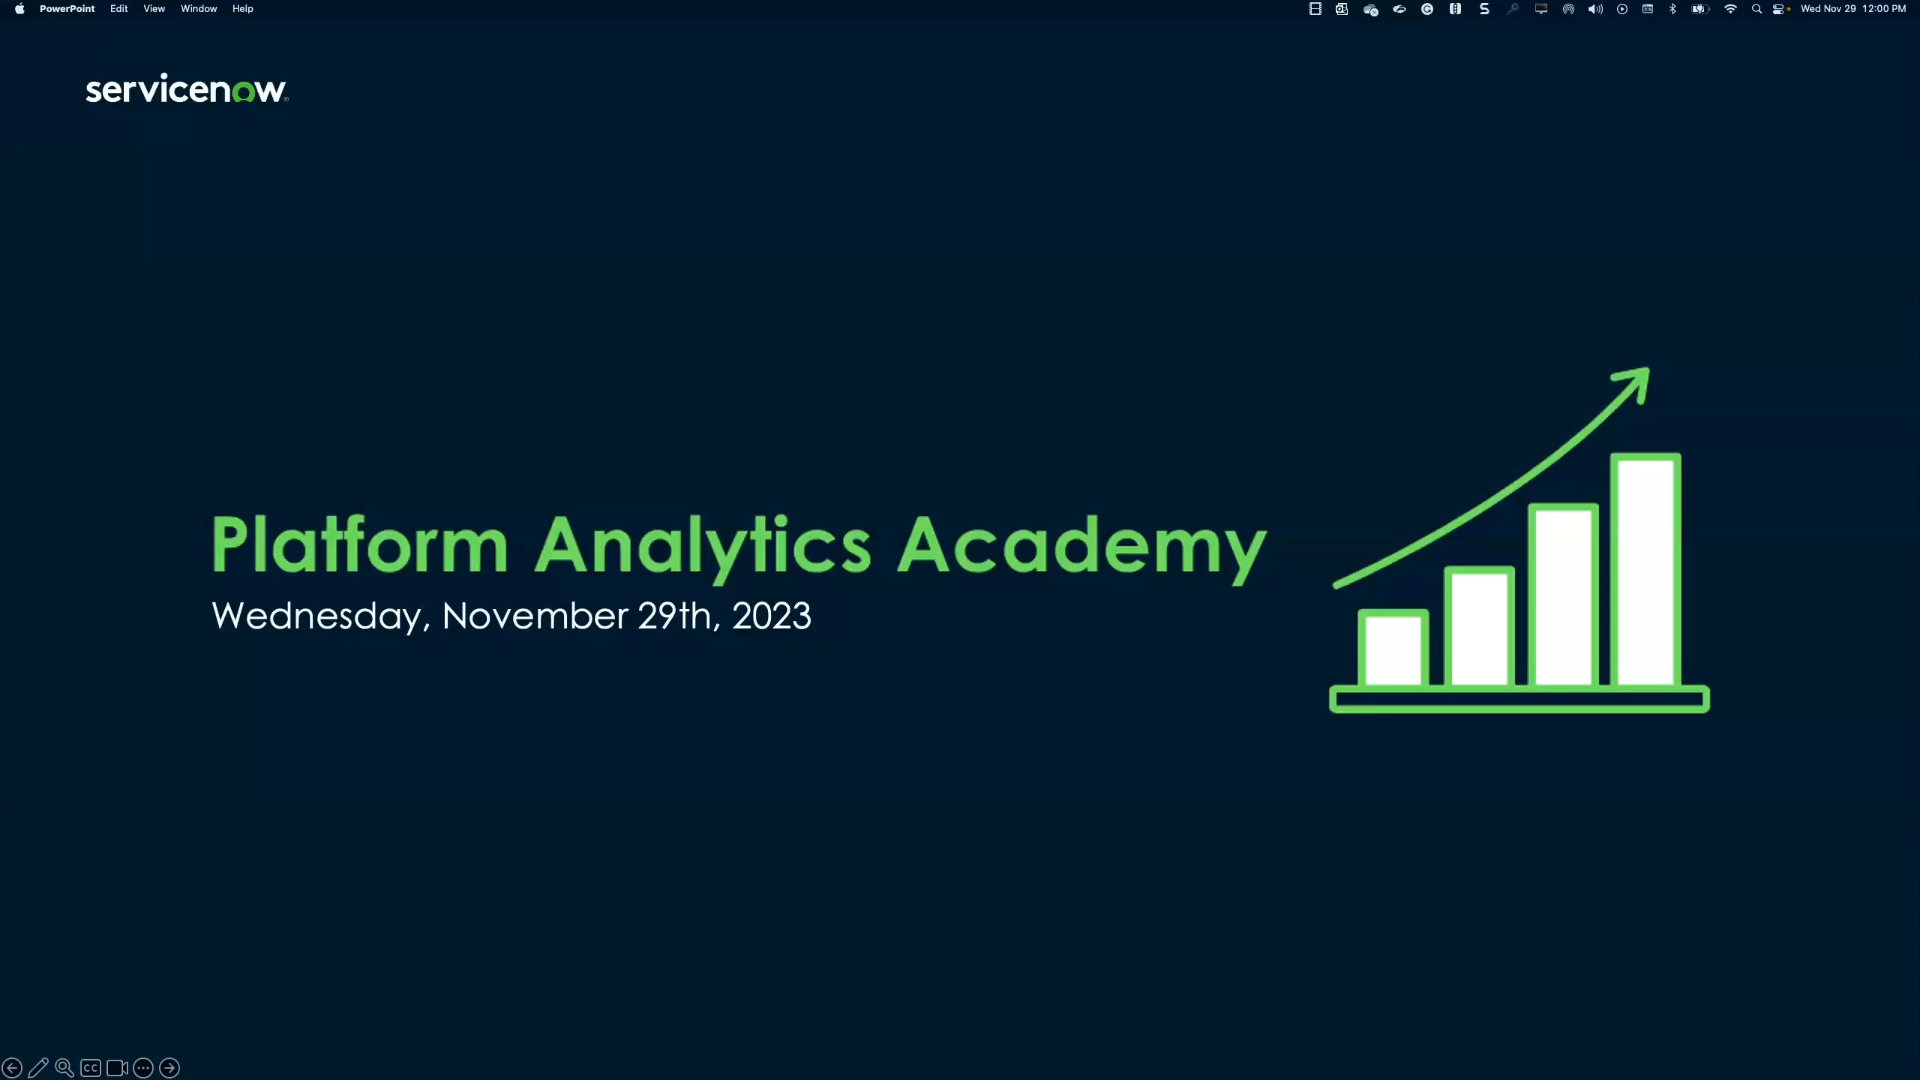 PowerPoint Edit View Window Help
Wed Nov 29 12:00 PM
servicenow
Platform Analytics Academy
Wednesday, November 29th, 2023
CC